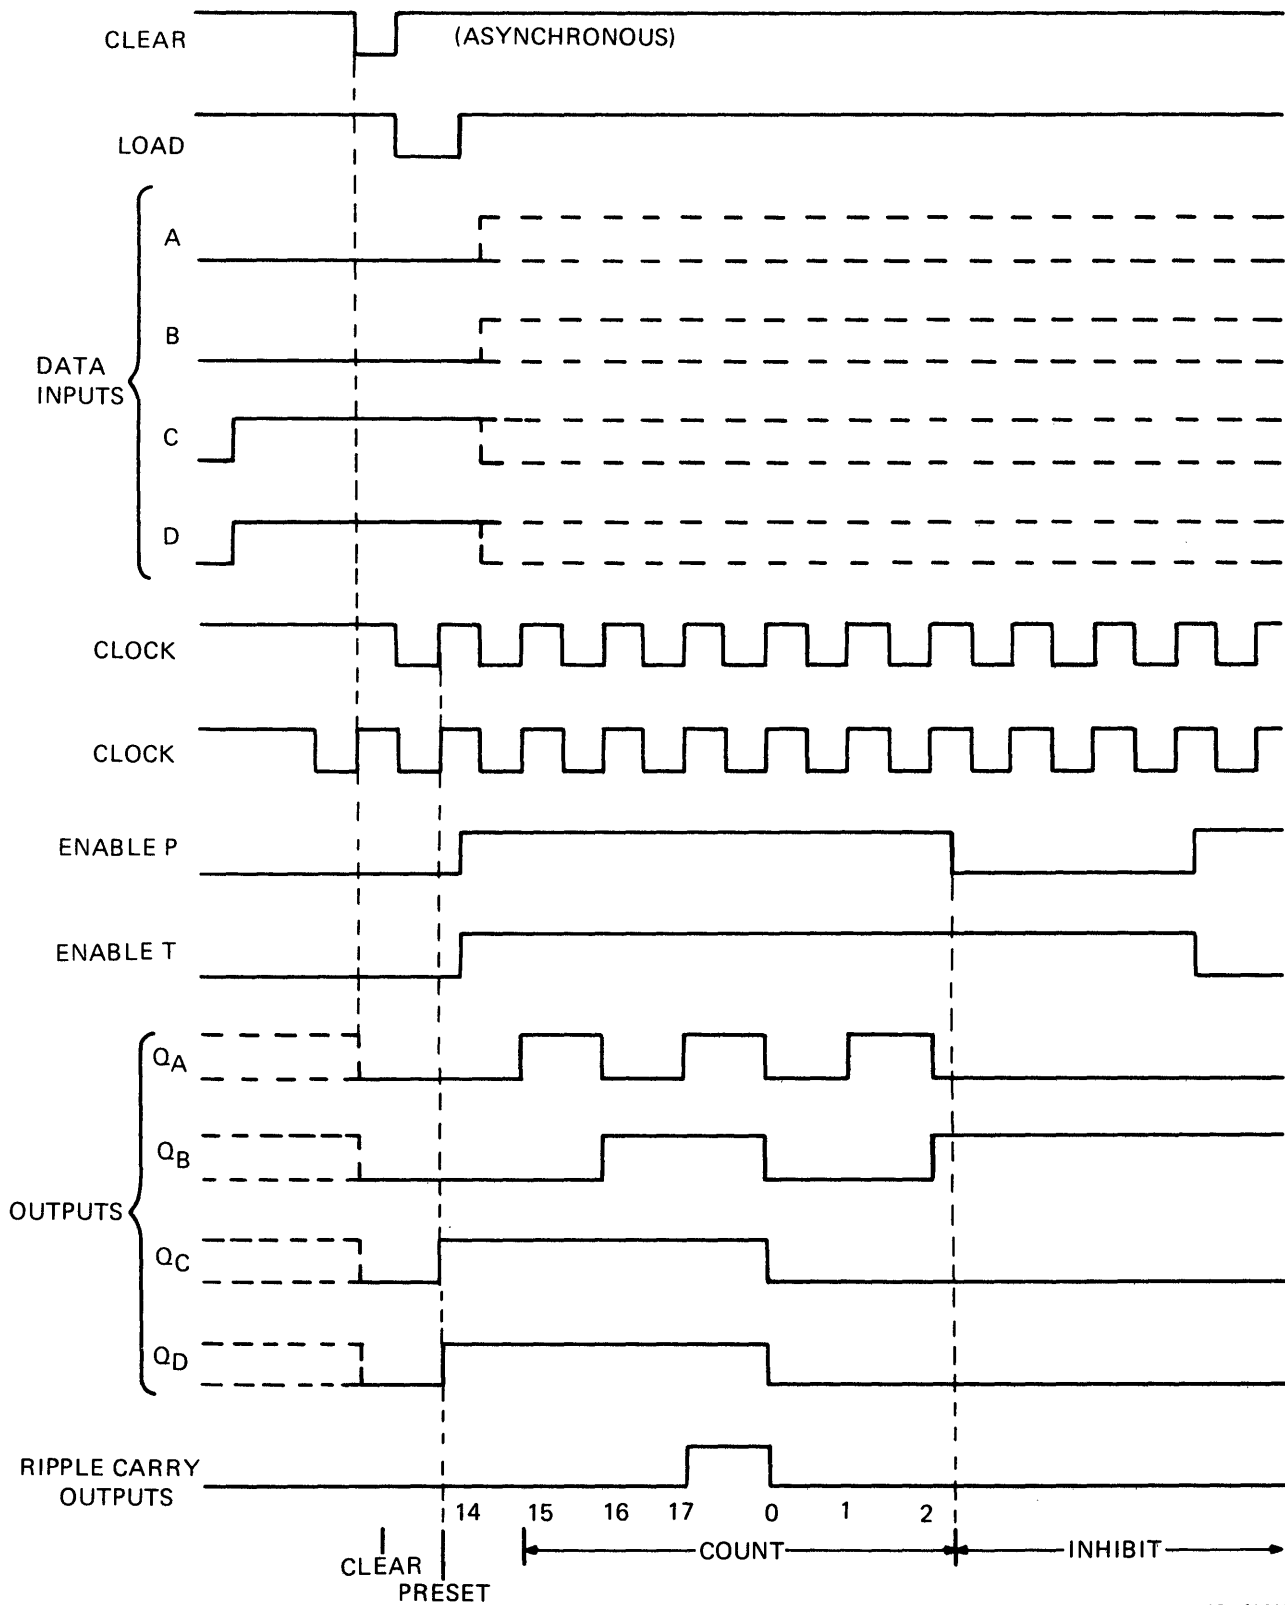 CLEAR
(ASYNCHRONOUS)
LOAD
A
B
DATA
INPUTS
C
D
CLOCK
CLOCK
ENABLE P
ENABLE T
QA
QB
OUTPUTS
QC
QD
RIPPLE CARRY
OUTPUTS
14 15 16 17 0 1 2
CLEAR
COUNT
INHIBIT
PRESET